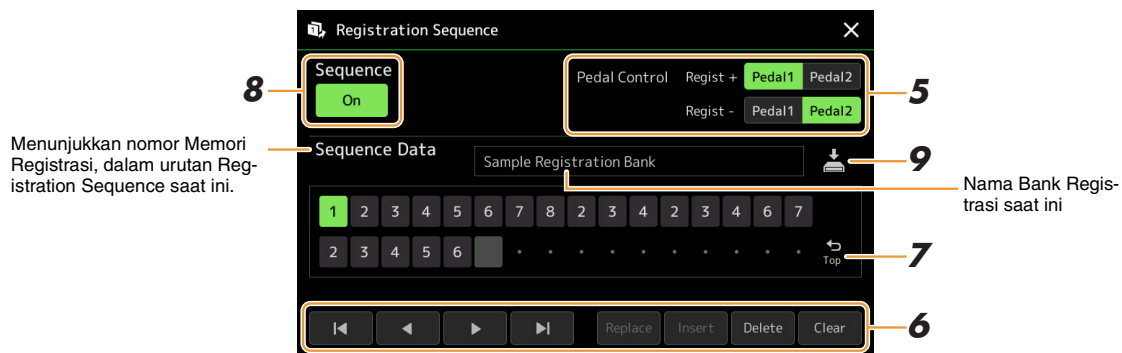 Registration Sequence
8
Sequence
On
Pedal Control Regist + Pedal1 Pedal2
Regist - Pedal1 Pedal2
5
Menunjukkan nomor Memori
Registrasi, dalam urutan Reg-
istration Sequence saat ini.
Sequence Data
Sample Registration Bank
9
Nama Bank Regis-
trasi saat ini
1 2 3 4 5 6 7 8 2 3 4 2 3 4 6 7
2 3 4 5 6
Top
7
Replace Insert Delete Clear
6